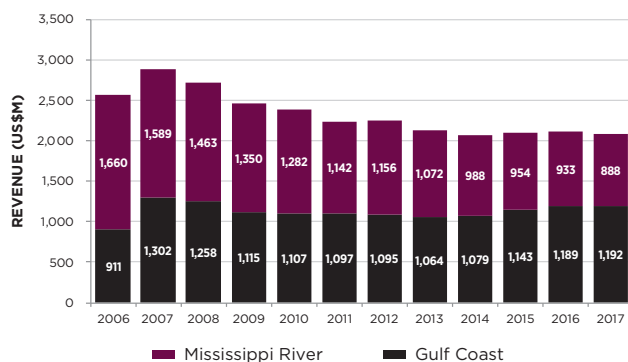 REVENUE (US$M)
3,500
3,000
2,500
2,000
1,500
1,000
500
0
1,660 1,589 1,463 1,350 1,282 1,142 1,156 1,072 988 954 933 888
911 1,302 1,258 1,115 1,107 1,097 1,095 1,064 1,079 1,143 1,189 1,192
2006 2007 2008 2009 2010 2011 2012 2013 2014 2015 2016 2017
Mississippi River Gulf Coast